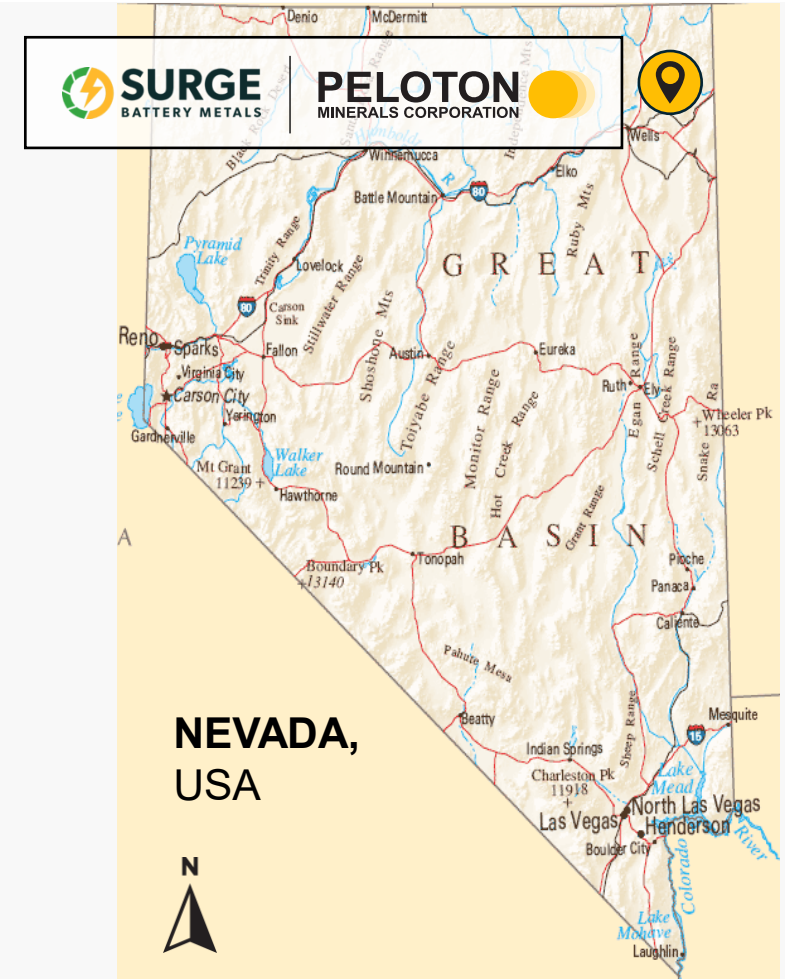 Denio
McDermitt
SURGE
BATTERY METALS
PELOTON
MINERALS CORPORATION
Humboldt
R
Winnemucca
Wells
Elko
Battle Mountain
80
Ruby Mts
Pyramid
Lake
Trinity Range
Lovelock
GREAT
80
Carson
Sink
Stillwater Range
Shoshone Mts
Reno
Sparks
Fallon
Austin
Eureka
Virginia City
Carson City
Toiyabe Range
Ruth
Ely
Egan Range
Schell Creek Range
Snake Ra
Wheeler Pk
13063
Yerington
Gardnerville
Monitor Range
Hot Creek Range
Walker
Lake
Mt Grant
11239
Round Mountain
Hawthorne
Grant Range
A
BASIN
Tonopah
Boundary Pk
13140
Pioche
Panaca
Caliente
Pahute Mesa
Beatty
Sheep Range
Mesquite
15
NEVADA,
USA
Indian Springs
Charleston Pk
11918
Lake
Mead
North Las Vegas
Las Vegas
Henderson
Boulder City
River
Colorado
Lake
Mohave
Laughlin
N